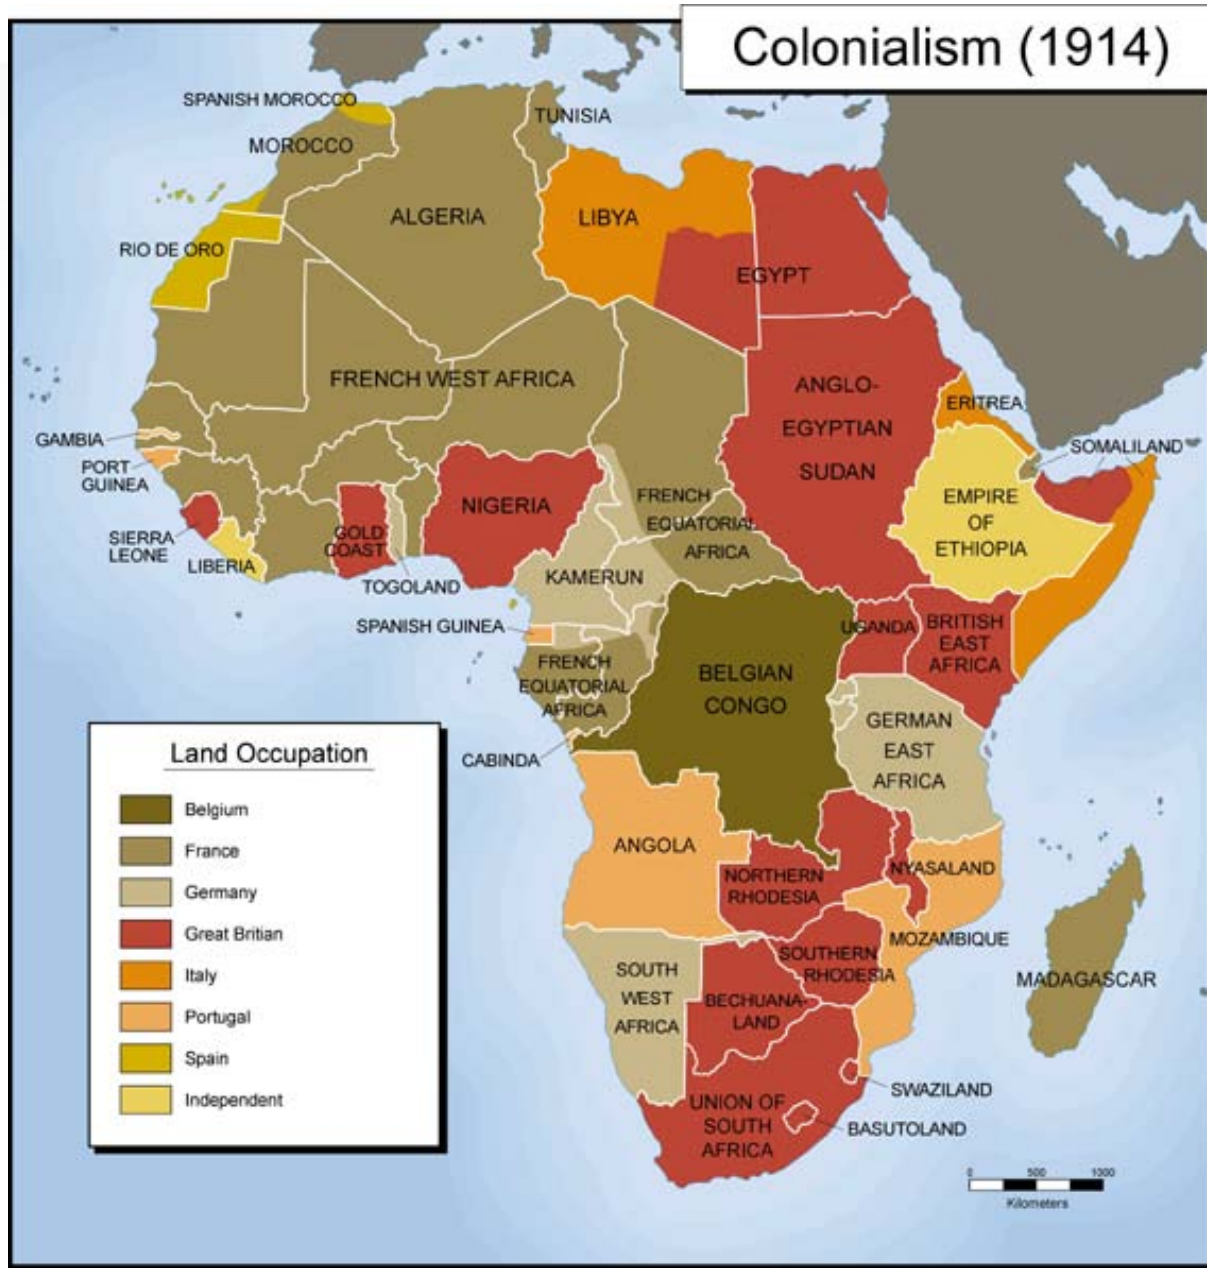 Colonialism (1914)
SPANISH MOROCCO
TUNISIA
MOROCCO
ALGERIA
LIBYA
RIO DE ORO
EGYPT
FRENCH WEST AFRICA
ANGLO-
EGYPTIAN
SUDAN
ERITREA
GAMBIA
SOMALILAND
PORT
GUINEA
NIGERIA
FRENCH
EQUATORIAL
AFRICA
EMPIRE
OF
ETHIOPIA
SIERRA
LEONE
GOLD
COAST
LIBERIA
TOGOLAND
KAMERUN
SPANISH GUINEA
UGANDA
BRITISH
EAST
AFRICA
FRENCH
EQUATORIAL
AFRICA
BELGIAN
CONGO
GERMAN
EAST
AFRICA
CABINDA
ANGOLA
NORTHERN
RHODESIA
NYASALAND
MOZAMBIQUE
SOUTHERN
RHODESIA
SOUTH
WEST
AFRICA
BECHUANA-
LAND
MADAGASCAR
SWAZILAND
UNION OF
SOUTH
AFRICA
BASUTOLAND
Land Occupation
Belgium
France
Germany
Great Britian
Italy
Portugal
Spain
Independent
0 500 1000
Kilometers